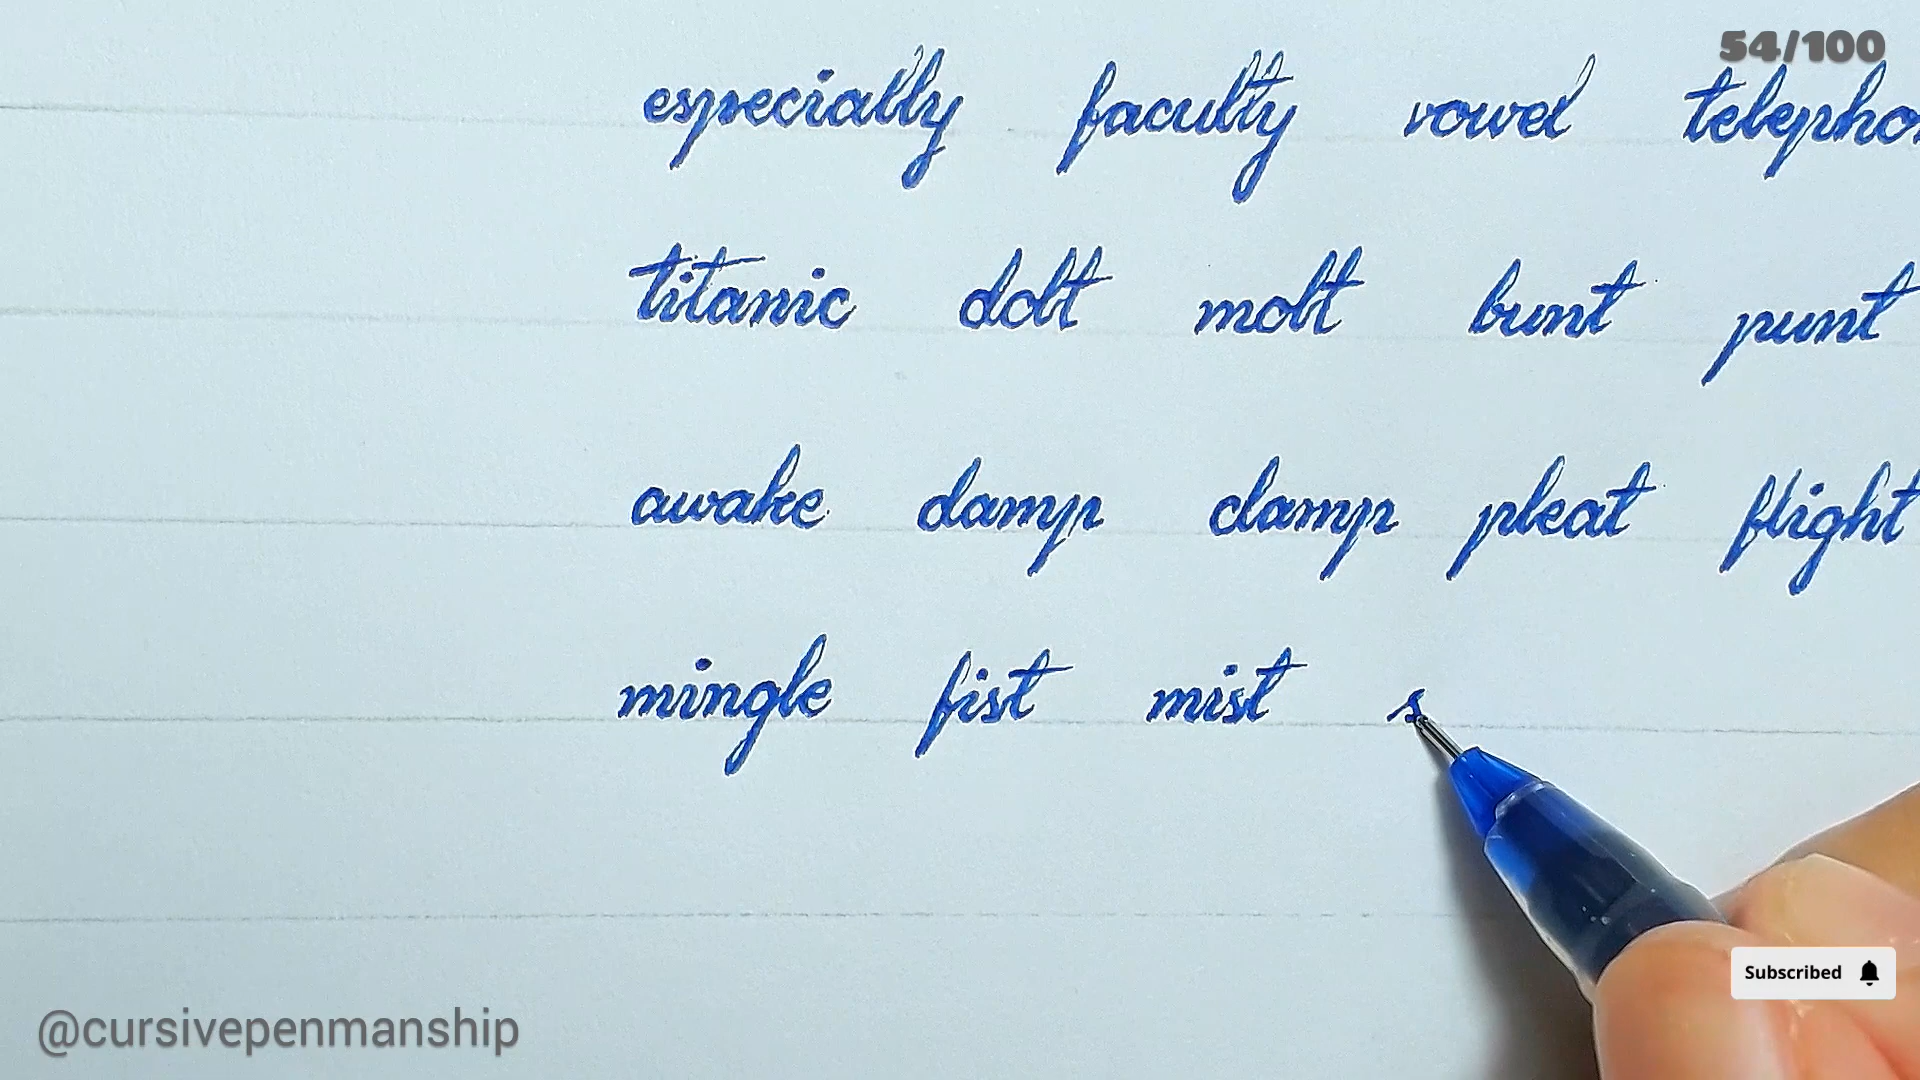 54/100
especially faculty vowel telepho
titanic dolt molt bunt punt
awake damp clamp pleat flight
mingle fist mist s
Subscribed
@cursivepenmanship